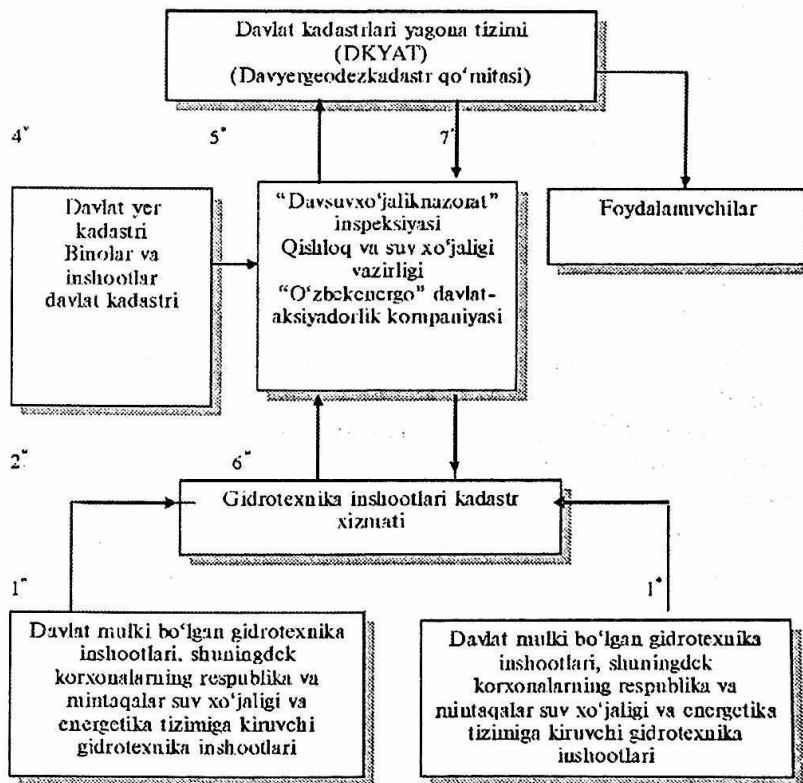 Davlat kadastrlari yagona tizimi
(DKYAT)
(Davyergeodezkadastr qo‘mitasi)
4*
5*
7*
Davlat yer
kadastri
Binolar va
inshootlar
davlat kadastri
“Davsuvxo‘jaliknazorat”
inspeksiyasi
Qishloq va suv xo‘jaligi
vazirligi
“O‘zbekenergo” davlat-
aksiyadorlik kompaniyasi
Foydalanuvchilar
2*
6*
Gidrotexnika inshootlari kadastr
xizmati
1*
1*
Davlat mulki bo‘lgan gidrotexnika
inshootlari, shuningdek
korxonalarning respublika va
mintaqalar suv xo‘jaligi va
energetika tizimiga kiruvchi
gidrotexnika inshootlari
Davlat mulki bo‘lgan gidrotexnika
inshootlari, shuningdek
korxonalarning respublika va
mintaqalar suv xo‘jaligi va energetika
tizimiga kiruvchi gidrotexnika
inshootlari